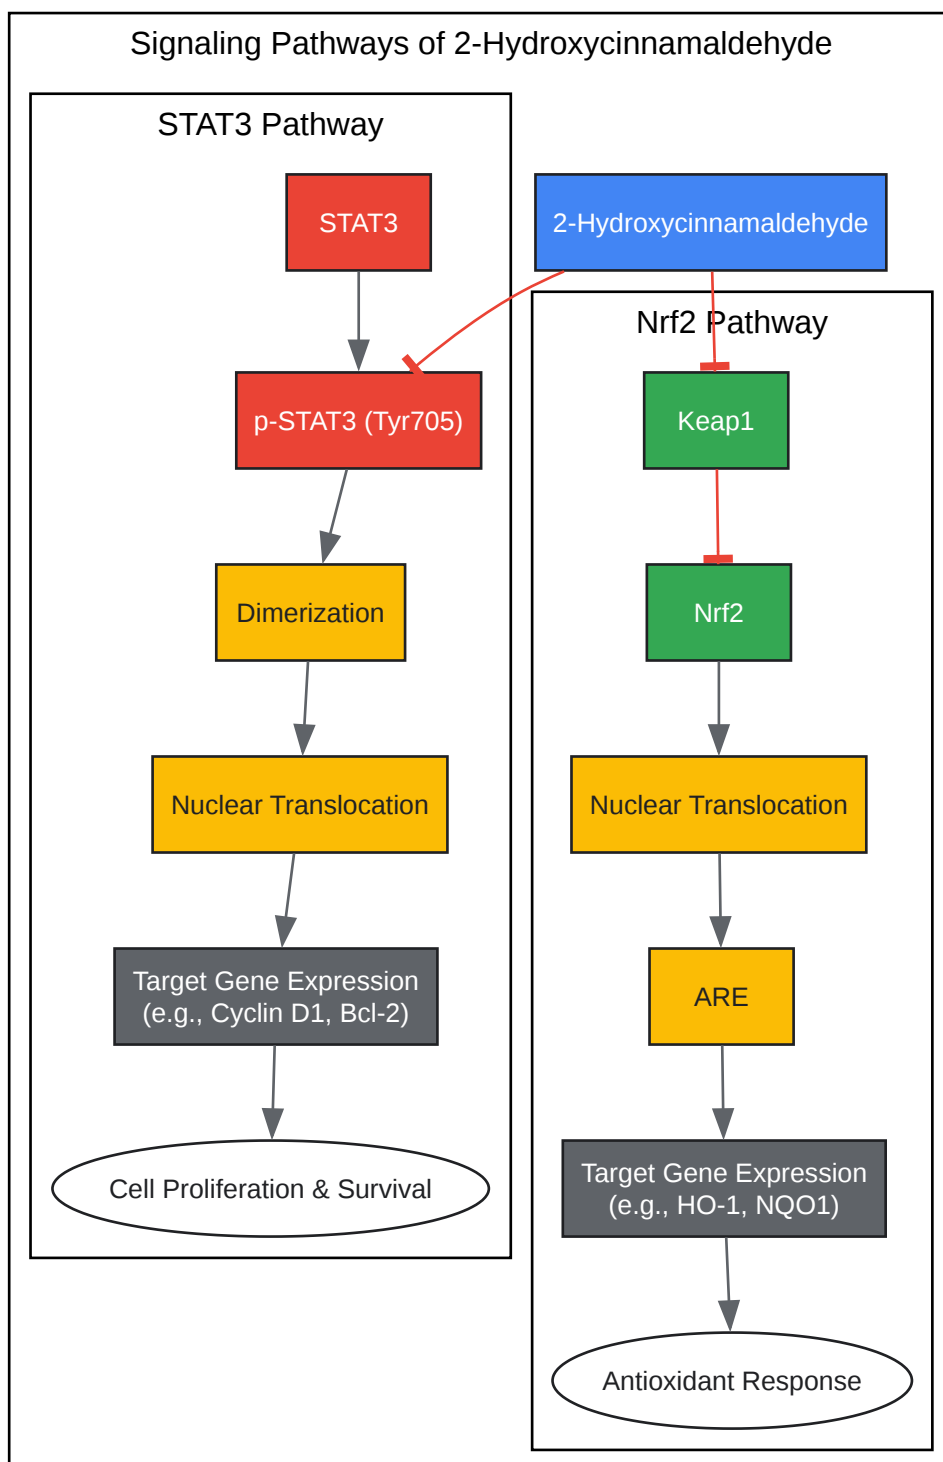 Signaling Pathways of 2-Hydroxycinnamaldehyde
STAT3 Pathway
STAT3
p-STAT3 (Tyr705)
Dimerization
Nuclear Translocation
Target Gene Expression
(e.g., Cyclin D1, Bcl-2)
Cell Proliferation & Survival
2-Hydroxycinnamaldehyde
Nrf2 Pathway
Keap1
Nrf2
Nuclear Translocation
ARE
Target Gene Expression
(e.g., HO-1, NQO1)
Antioxidant Response